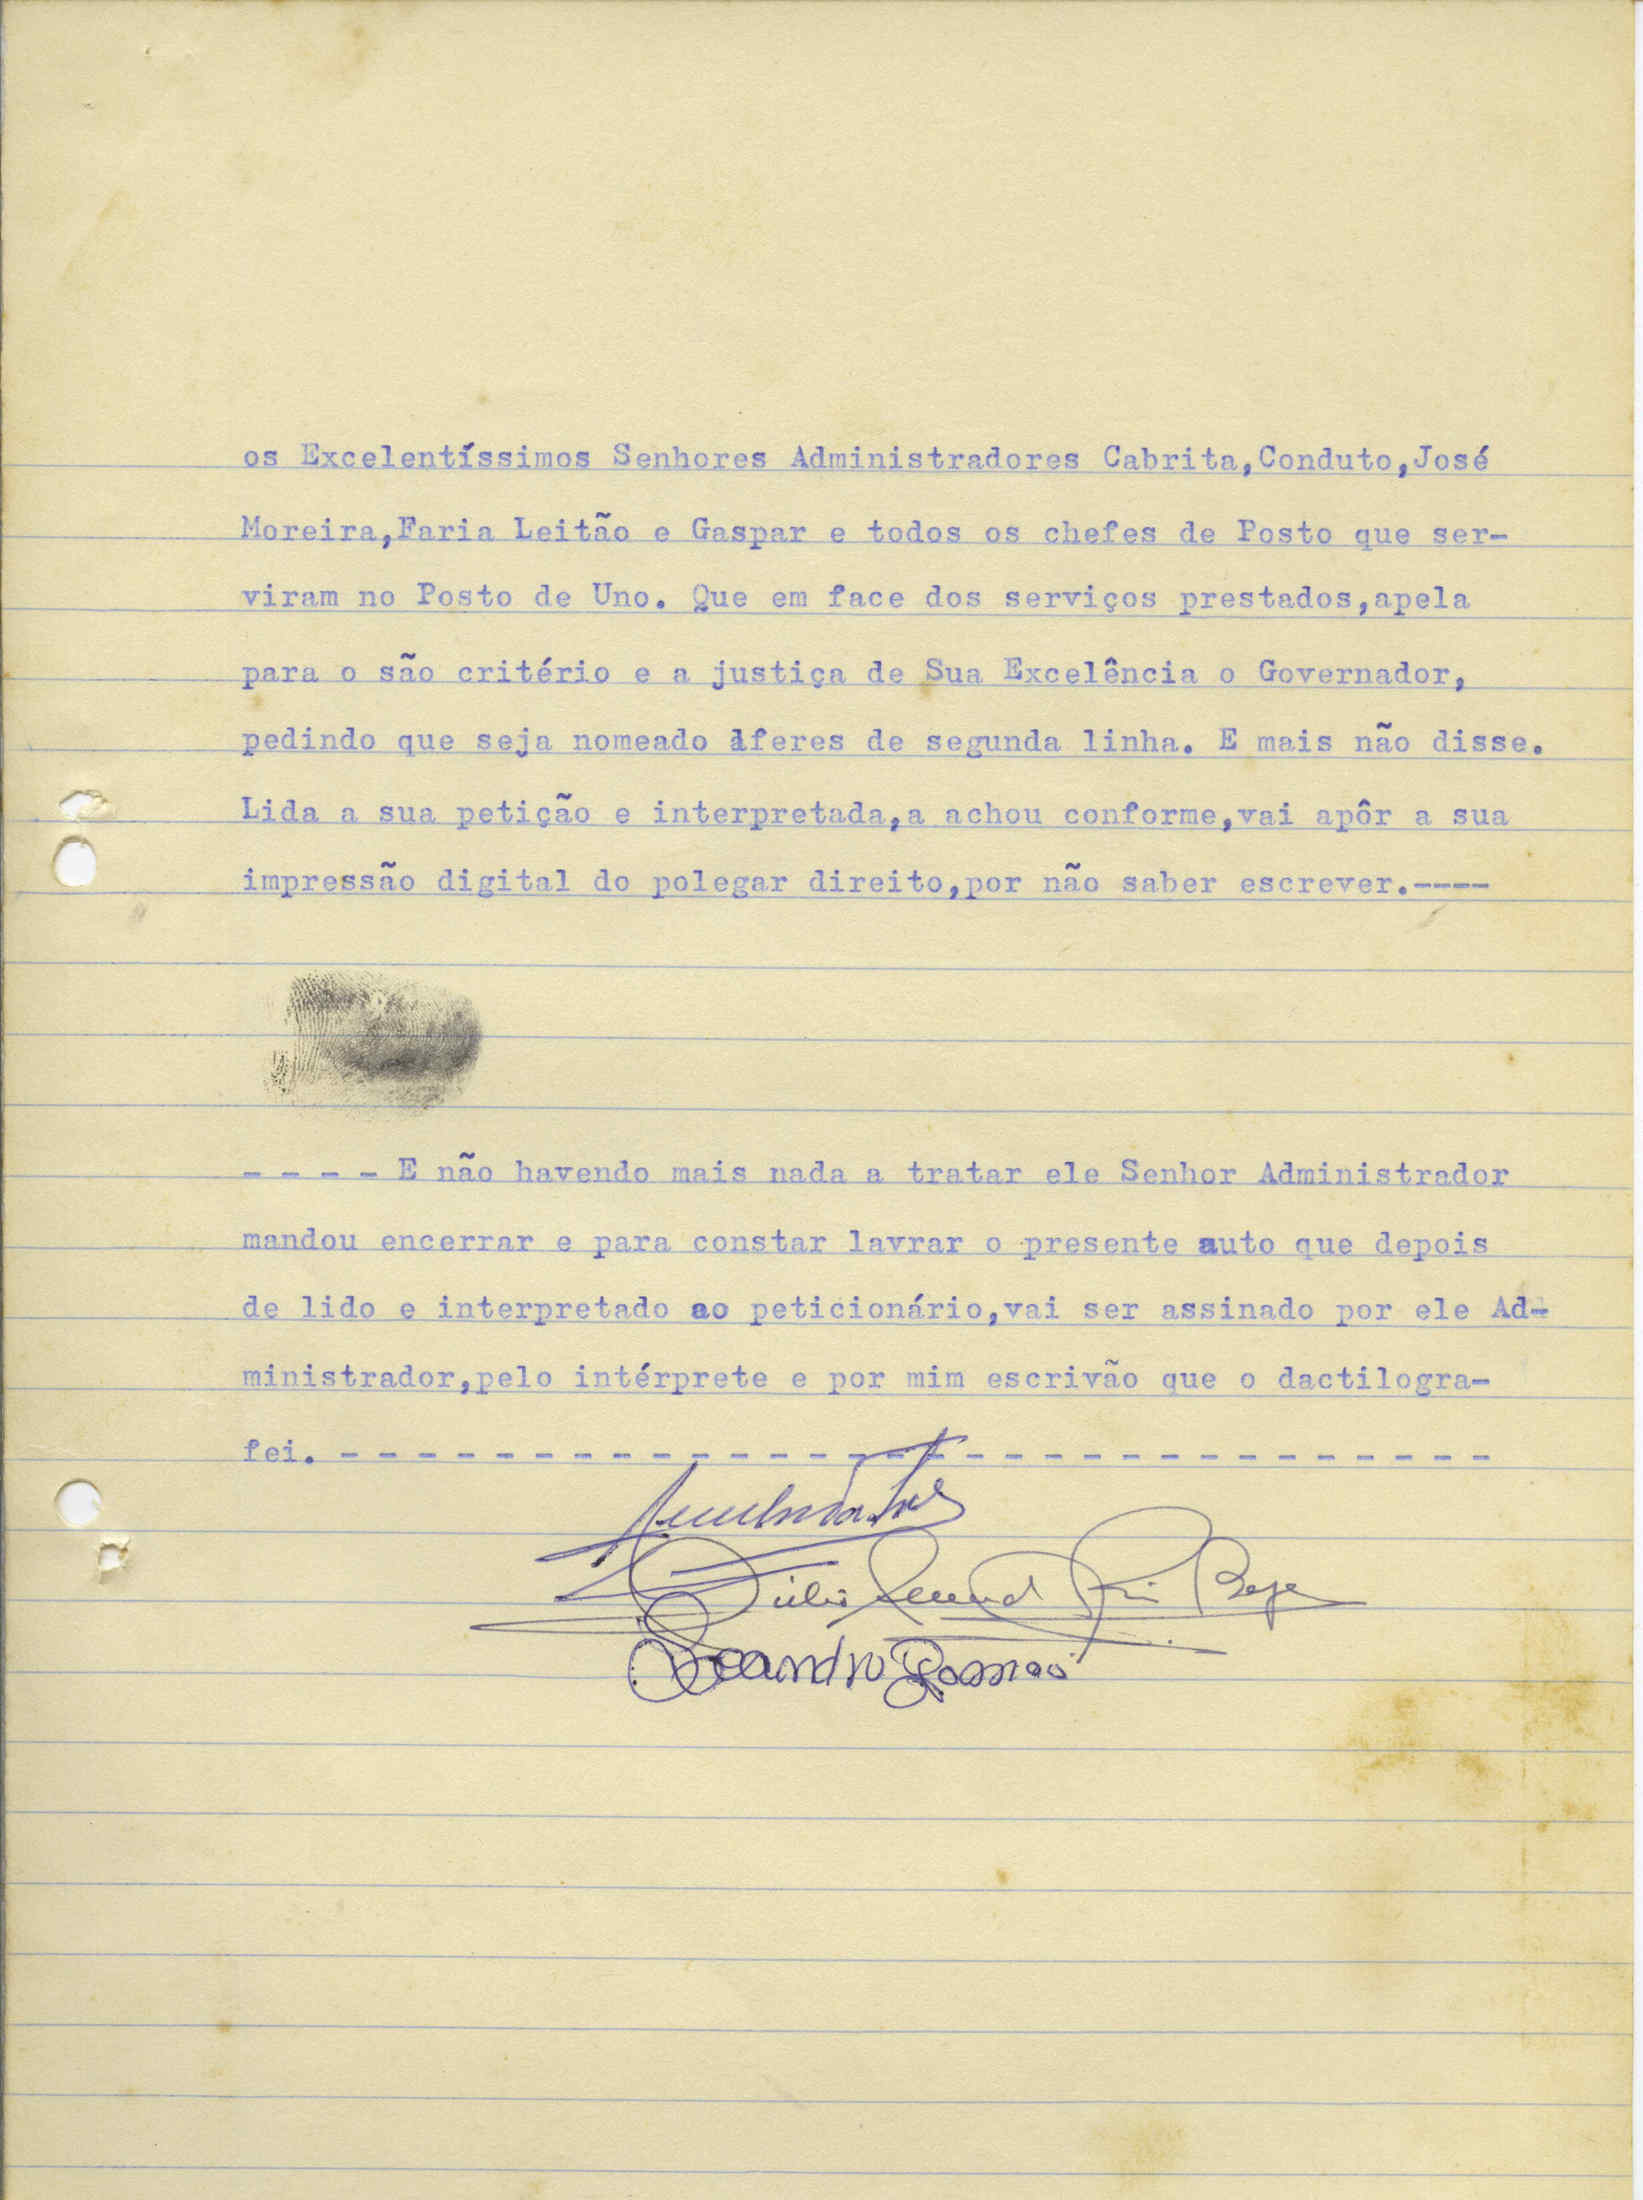 os Excelentíssimos Senhores Administradores Cabrita,Conduto,José
Moreira,Faria Leitão e Gaspar e todos os chefes de Posto que ser-
viram no Posto de Uno. Que em face dos serviços prestados,apela
para o são critério e a justiça de Sua Excelência o Governador,
pedindo que seja nomeado alferes de segunda linha. E mais não disse.
Lida a sua petição e interpretada,a achou conforme,vai apôr a sua
impressão digital do polegar direito,por não saber escrever.----
- - - - E não havendo mais nada a tratar ele Senhor Administrador
mandou encerrar e para constar lavrar o presente auto que depois
de lido e interpretado ao peticionário,vai ser assinado por ele Ad-
ministrador,pelo intérprete e por mim escrivão que o dactilogra-
fei. - - - - - - - - - - - - - - - - - - - - - - - - - - - - - -
Leandro